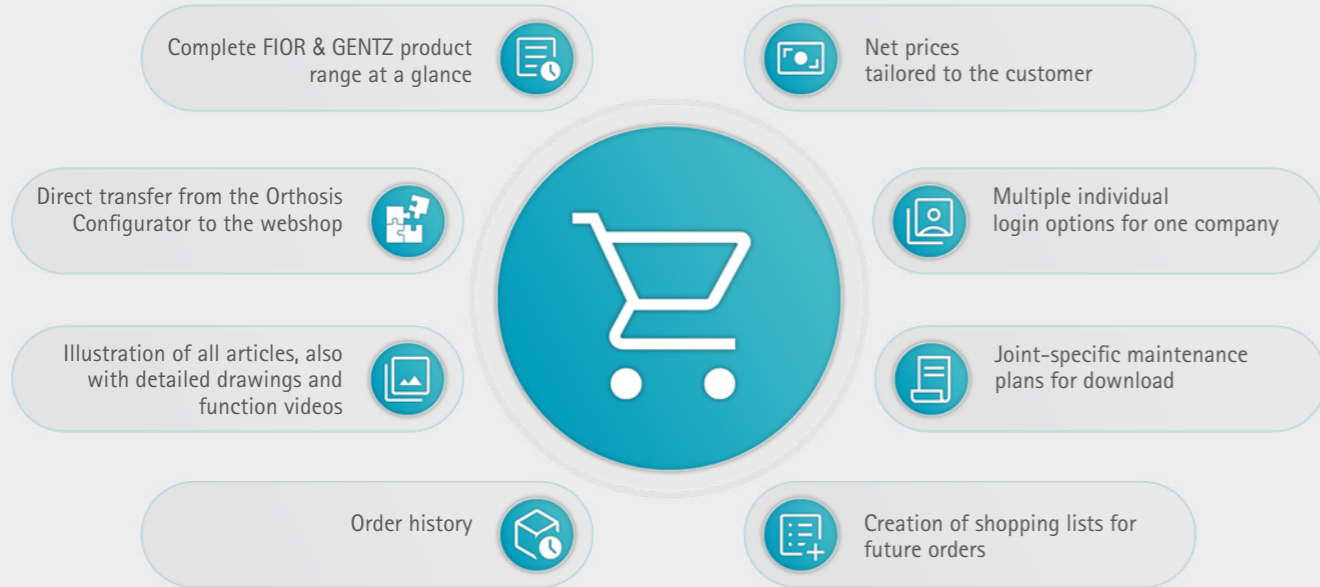 Complete FIOR & GENTZ product
range at a glance
Net prices
tailored to the customer
Direct transfer from the Orthosis
Configurator to the webshop
Multiple individual
login options for one company
Illustration of all articles, also
with detailed drawings and
function videos
Joint-specific maintenance
plans for download
Order history
Creation of shopping lists for
future orders